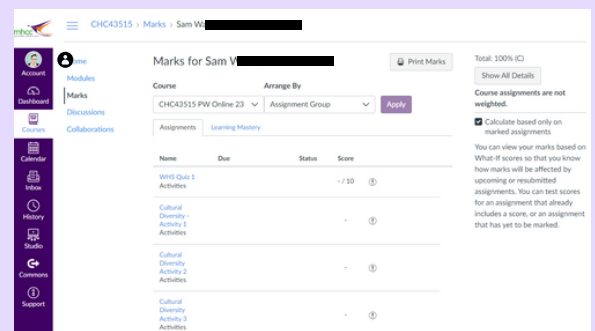 mhcc
CHC43515 › Marks › Sam Wa
Account
Dashboard
Courses
Calendar
Inbox
History
Studio
Commons
Support
ome
Modules
Marks
Discussions
Collaborations
Marks for Sam W
Print Marks
Course
Arrange By
CHC43515 PW Online 23
Assignment Group
Apply
Assignments
Learning Mastery
Name Due Status Score
WHS Quiz 1
Activities
- / 10
Cultural
Diversity -
Activity 1
Activities
-
Cultural
Diversity
Activity 2
Activities
-
Cultural
Diversity
Activity 3
Activities
-
Total: 100% (C)
Show All Details
Course assignments are not
weighted.
Calculate based only on
marked assignments
You can view your marks based on
What-If scores so that you know
how marks will be affected by
upcoming or resubmitted
assignments. You can test scores
for an assignment that already
includes a score, or an assignment
that has yet to be marked.